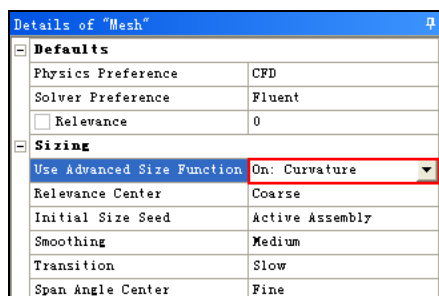 Details of "Mesh"
Defaults
Physics Preference CFD
Solver Preference Fluent
Relevance 0
Sizing
Use Advanced Size Function On: Curvature
Relevance Center Coarse
Initial Size Seed Active Assembly
Smoothing Medium
Transition Slow
Span Angle Center Fine